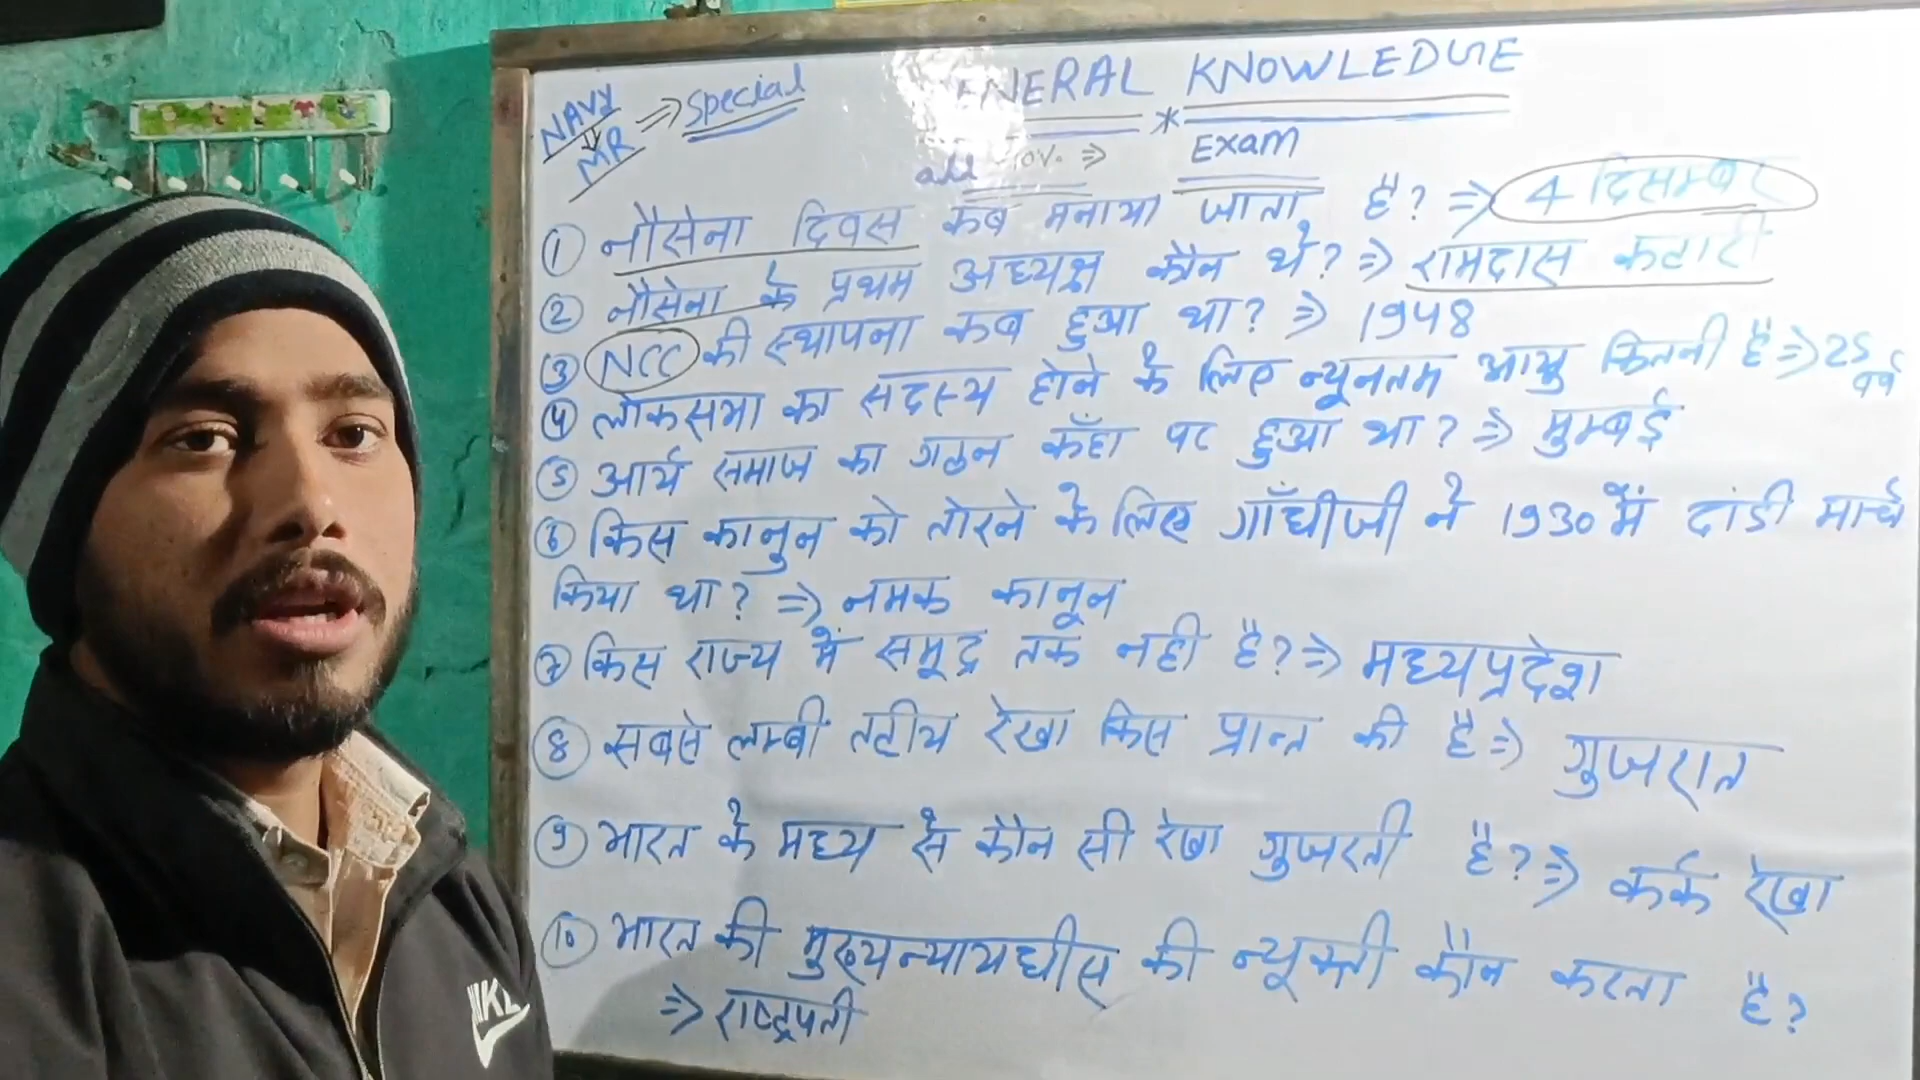 GENERAL KNOWLEDGE
NAVY MR ⇒ Special
all Gov. ⇒ Exam
① नौसेना दिवस कब मनाया जाता है? ⇒ 4 दिसम्बर
② नौसेना के प्रथम अध्यक्ष कौन थे? ⇒ रामदास कटारी
③ NCC की स्थापना कब हुआ था? ⇒ 1948
④ लोकसभा का सदस्य होने के लिए न्यूनतम आयु कितनी है ⇒ 25 वर्ष
⑤ आर्य समाज का गठन कँहा पर हुआ था? ⇒ मुम्बई
⑥ किस कानुन को तोरने के लिए गाँधीजी ने 1930 में दांडी मार्च
किया था? ⇒ नमक कानून
⑦ किस राज्य में समूद्र तक नही है? ⇒ मध्यप्रदेश
⑧ सबसे लम्बी तटीय रेखा किस प्रान्त की है ⇒ गुजरात
⑨ भारत के मध्य से कौन सी रेखा गुजरती है? ⇒ कर्क रेखा
⑩ भारत की मुख्यन्यायधीस की न्यूक्ती कौन करता है?
⇒ राष्ट्रपती
NIKE